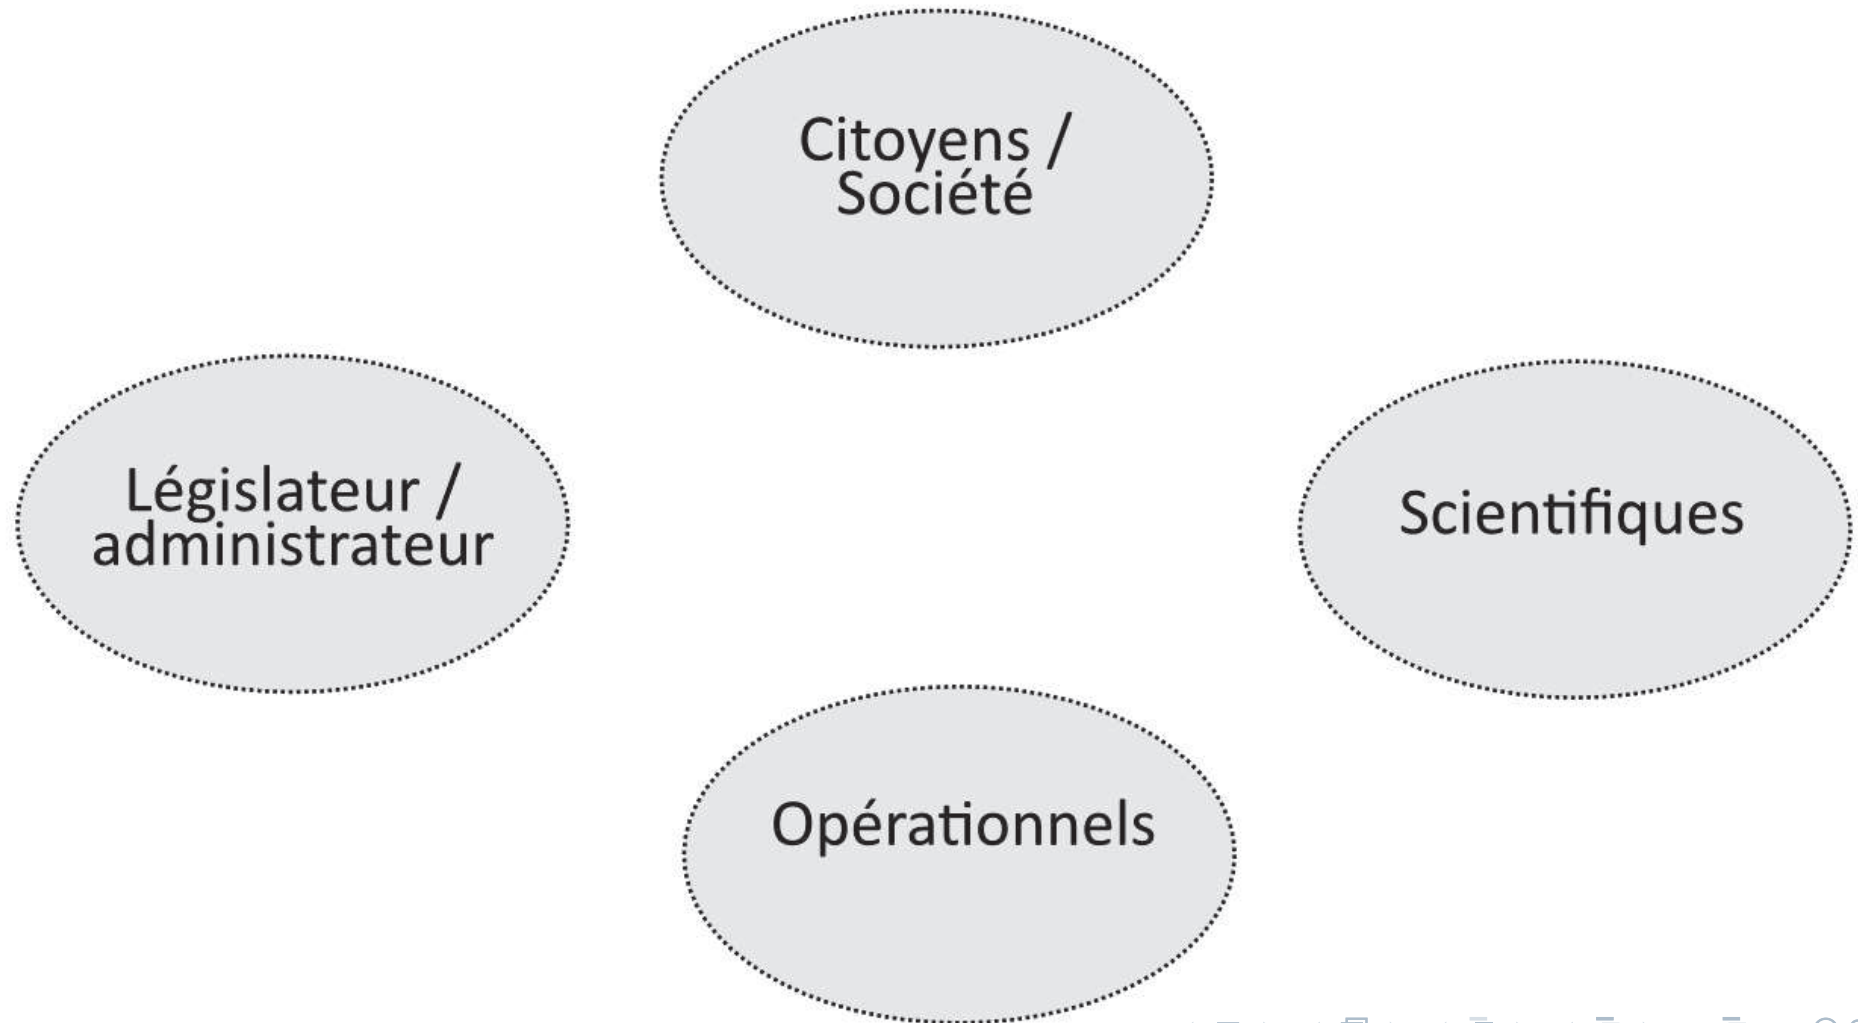 Citoyens /
Société
Législateur /
administrateur
Scientifiques
Opérationnels